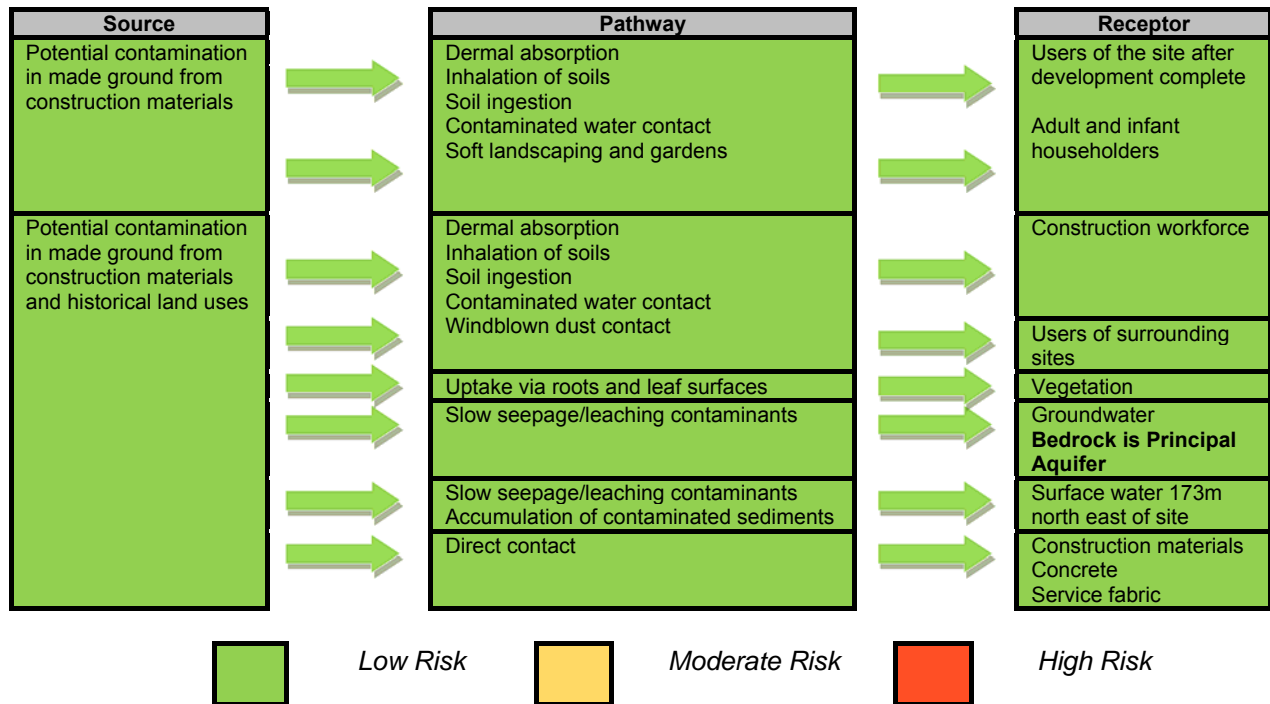 Source
Pathway
Receptor
Potential contamination
in made ground from
construction materials
Dermal absorption
Inhalation of soils
Soil ingestion
Contaminated water contact
Soft landscaping and gardens
Users of the site after
development complete
Adult and infant
householders
Potential contamination
in made ground from
construction materials
and historical land uses
Dermal absorption
Inhalation of soils
Soil ingestion
Contaminated water contact
Windblown dust contact
Construction workforce
Users of surrounding
sites
Uptake via roots and leaf surfaces
Vegetation
Slow seepage/leaching contaminants
Groundwater
Bedrock is Principal
Aquifer
Slow seepage/leaching contaminants
Accumulation of contaminated sediments
Surface water 173m
north east of site
Direct contact
Construction materials
Concrete
Service fabric
Low Risk
Moderate Risk
High Risk